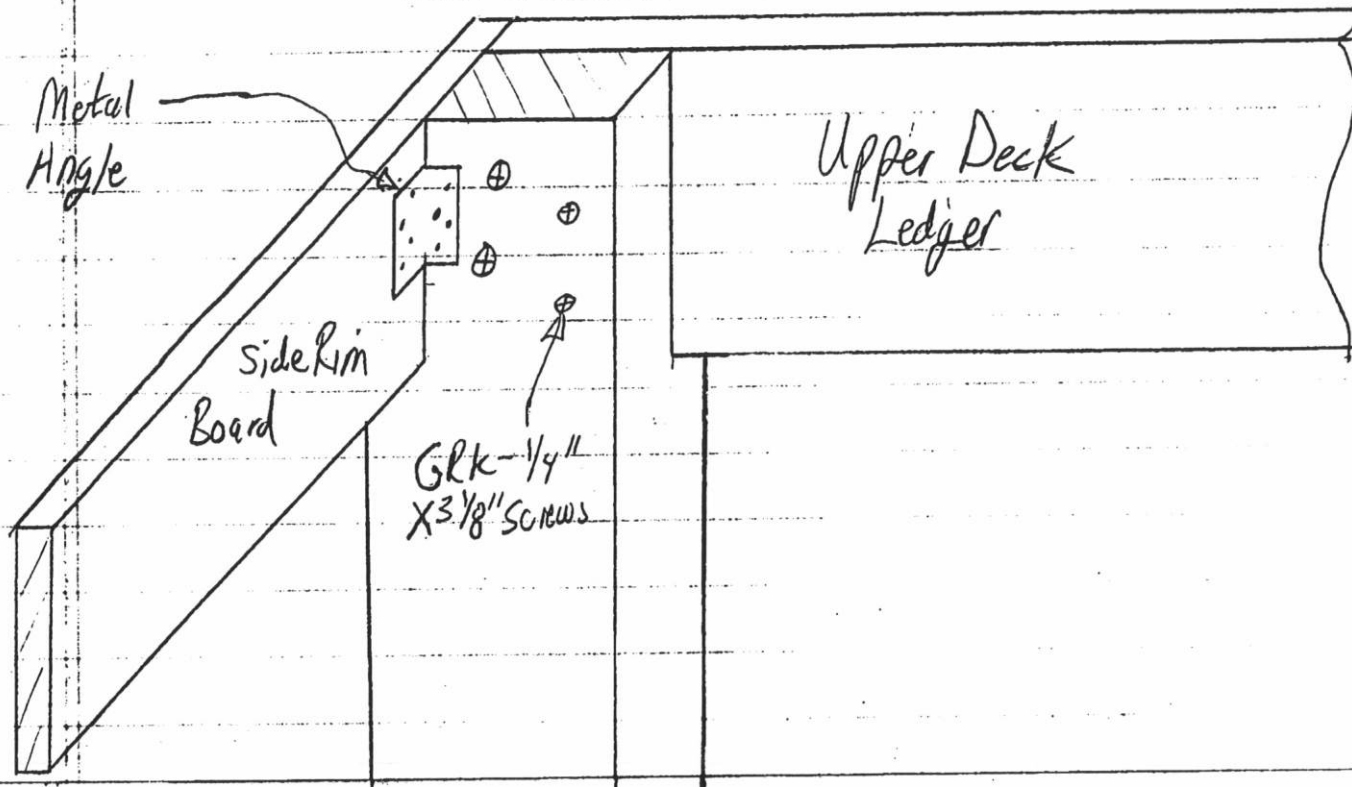 Metal
Angle
Upper Deck
Ledger
Side Rim
Board
GRK-1/4"
X3 1/8" Screws